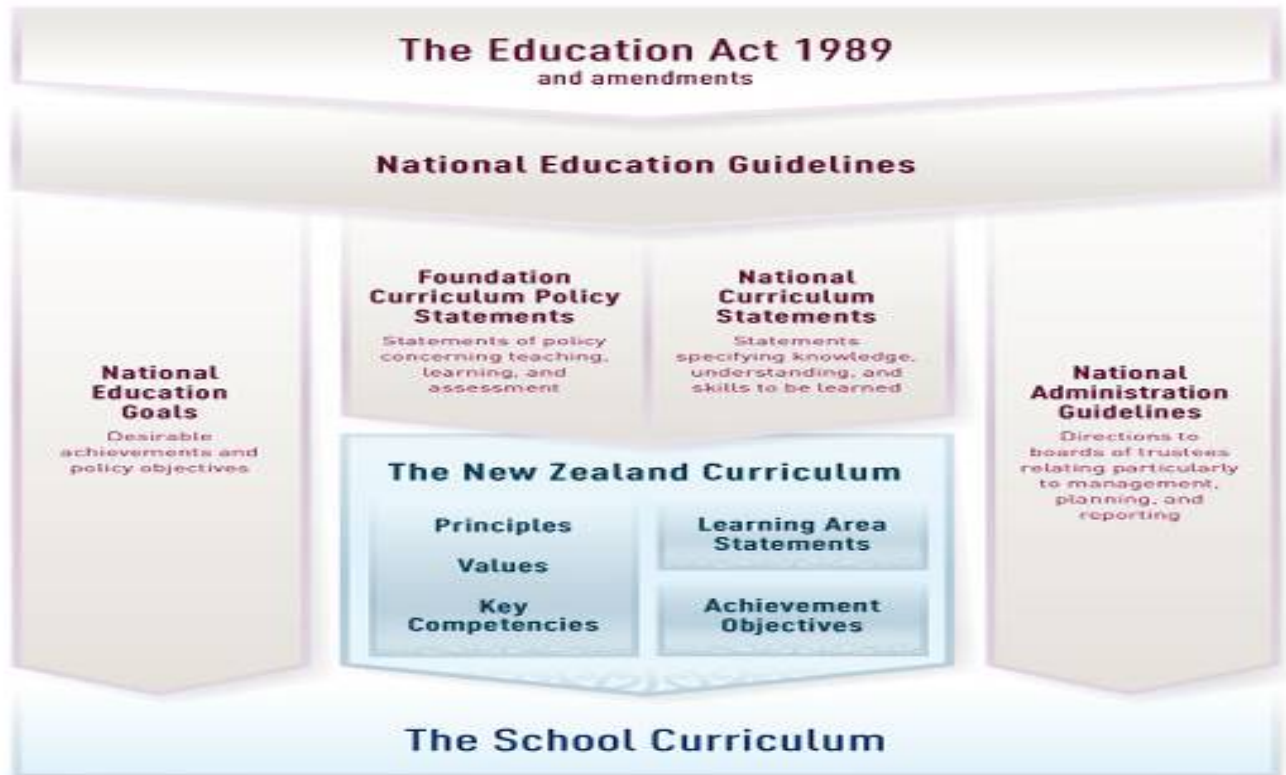 The Education Act 1989
and amendments
National Education Guidelines
National
Education
Goals
Desirable
achievements and
policy objectives
Foundation
Curriculum Policy
Statements
Statements of policy
concerning teaching,
learning, and
assessment
National
Curriculum
Statements
Statements
specifying knowledge,
understanding, and
skills to be learned
National
Administration
Guidelines
Directions to
boards of trustees
relating particularly
to management,
planning, and
reporting
The New Zealand Curriculum
Principles
Values
Key
Competencies
Learning Area
Statements
Achievement
Objectives
The School Curriculum